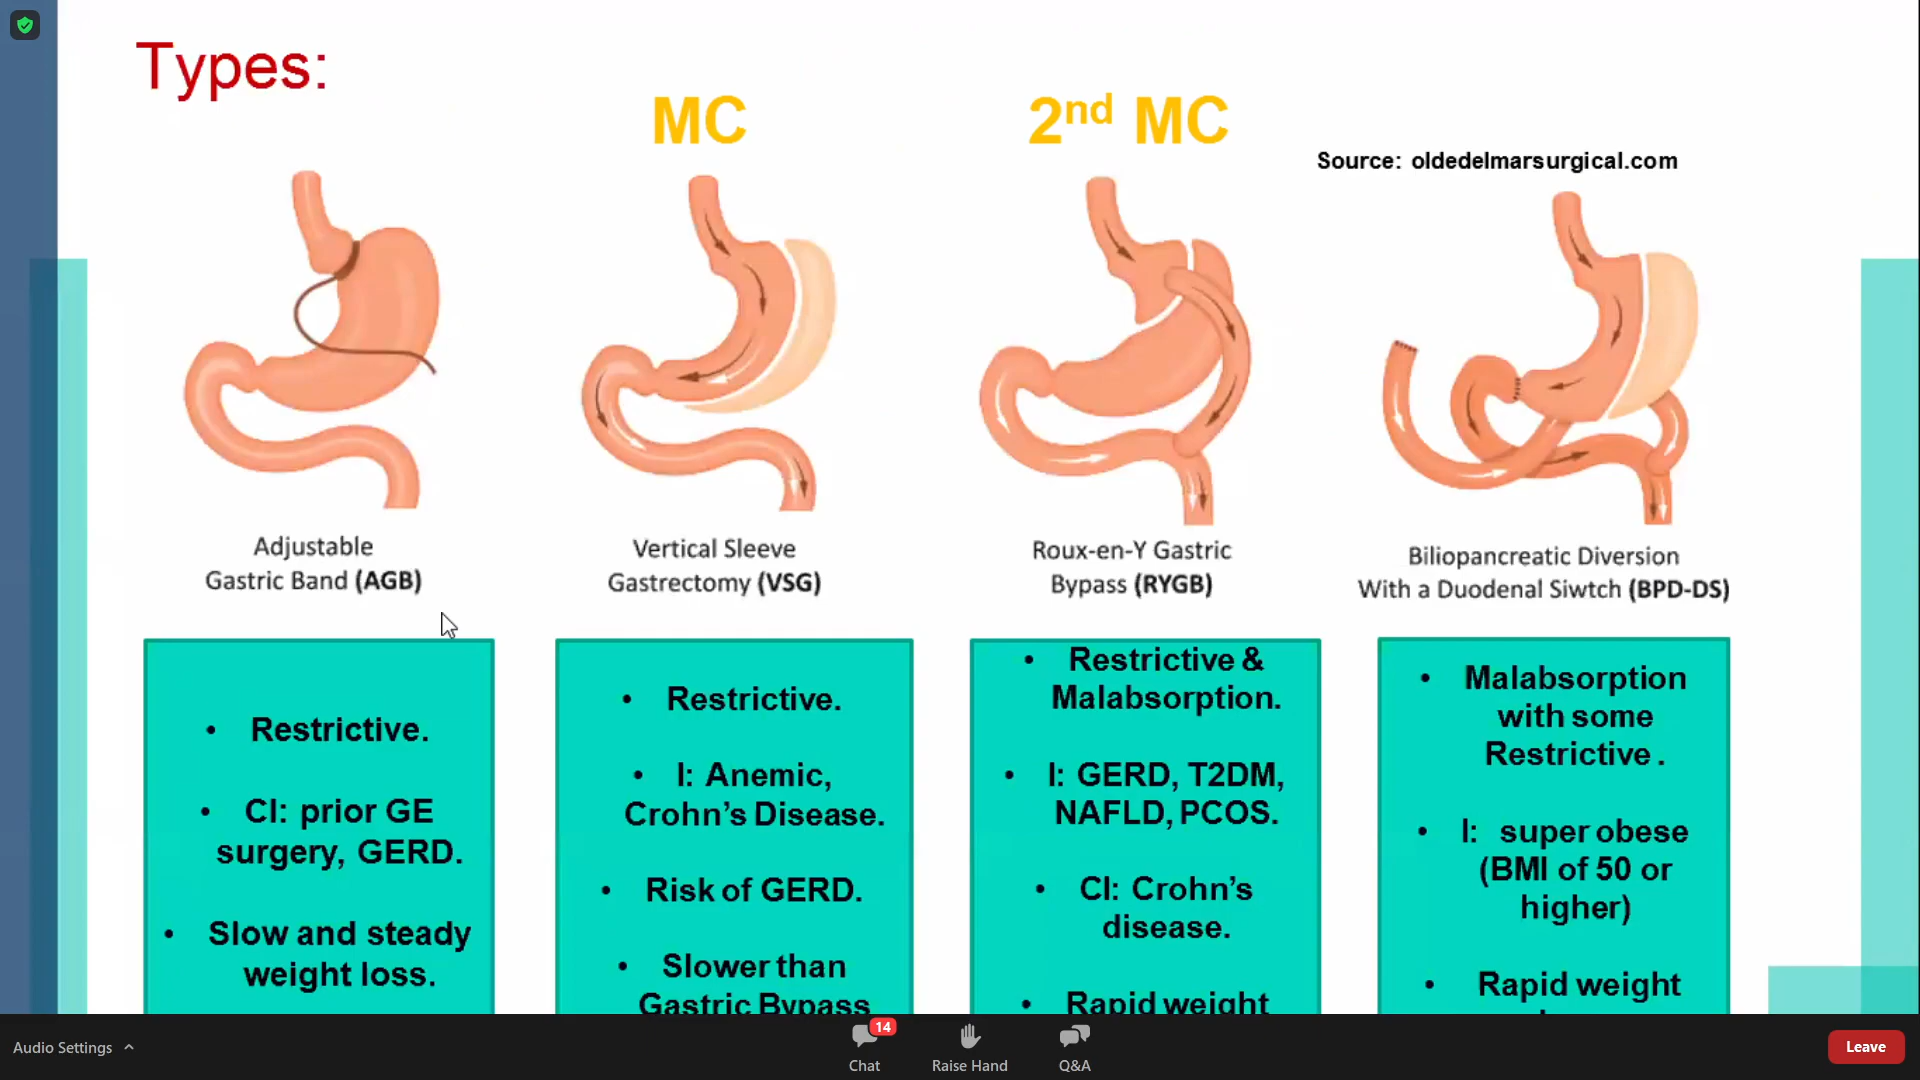 Types:
MC
2nd MC
Source: oldedelmarsurgical.com
Adjustable
Gastric Band (AGB)
Vertical Sleeve
Gastrectomy (VSG)
Roux-en-Y Gastric
Bypass (RYGB)
Biliopancreatic Diversion
With a Duodenal Siwtch (BPD-DS)
• Restrictive.
• CI: prior GE
surgery, GERD.
• Slow and steady
weight loss.
• Restrictive.
• I: Anemic,
Crohn's Disease.
• Risk of GERD.
• Slower than
Gastric Bypass
• Restrictive &
Malabsorption.
• I: GERD, T2DM,
NAFLD, PCOS.
• CI: Crohn's
disease.
• Rapid weight
• Malabsorption
with some
Restrictive.
• I: super obese
(BMI of 50 or
higher)
• Rapid weight
Audio Settings
14
Chat
Raise Hand
Q&A
Leave